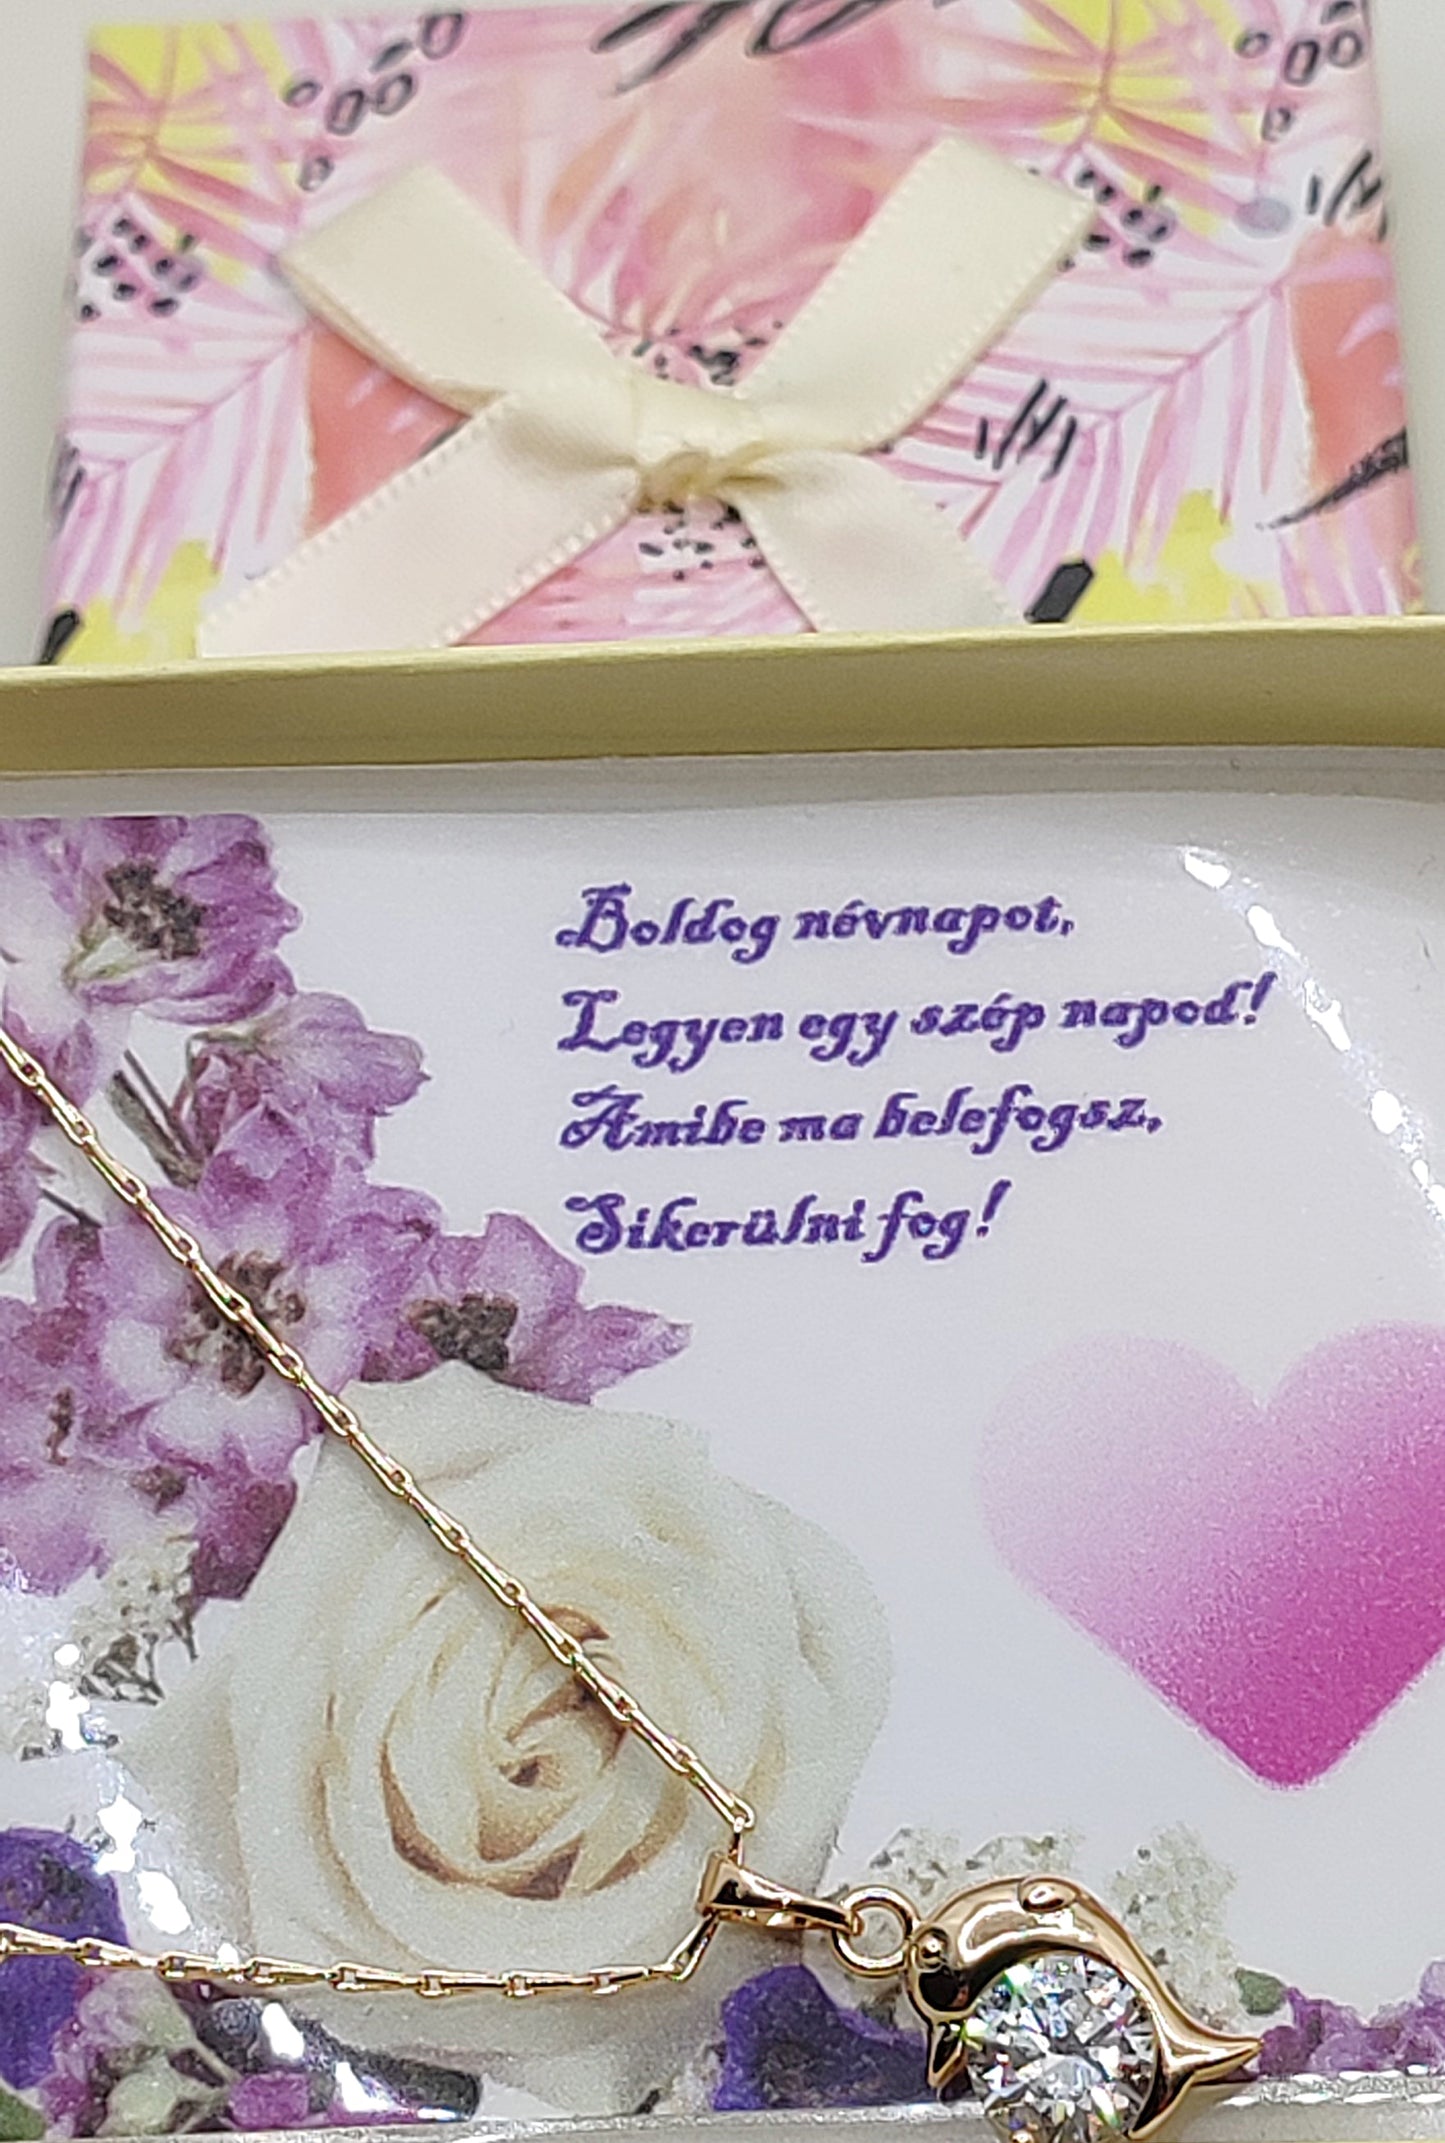 Boldog névnapot,
Legyen egy szép napod!
Amibe ma belefogsz,
Sikerülni fog!